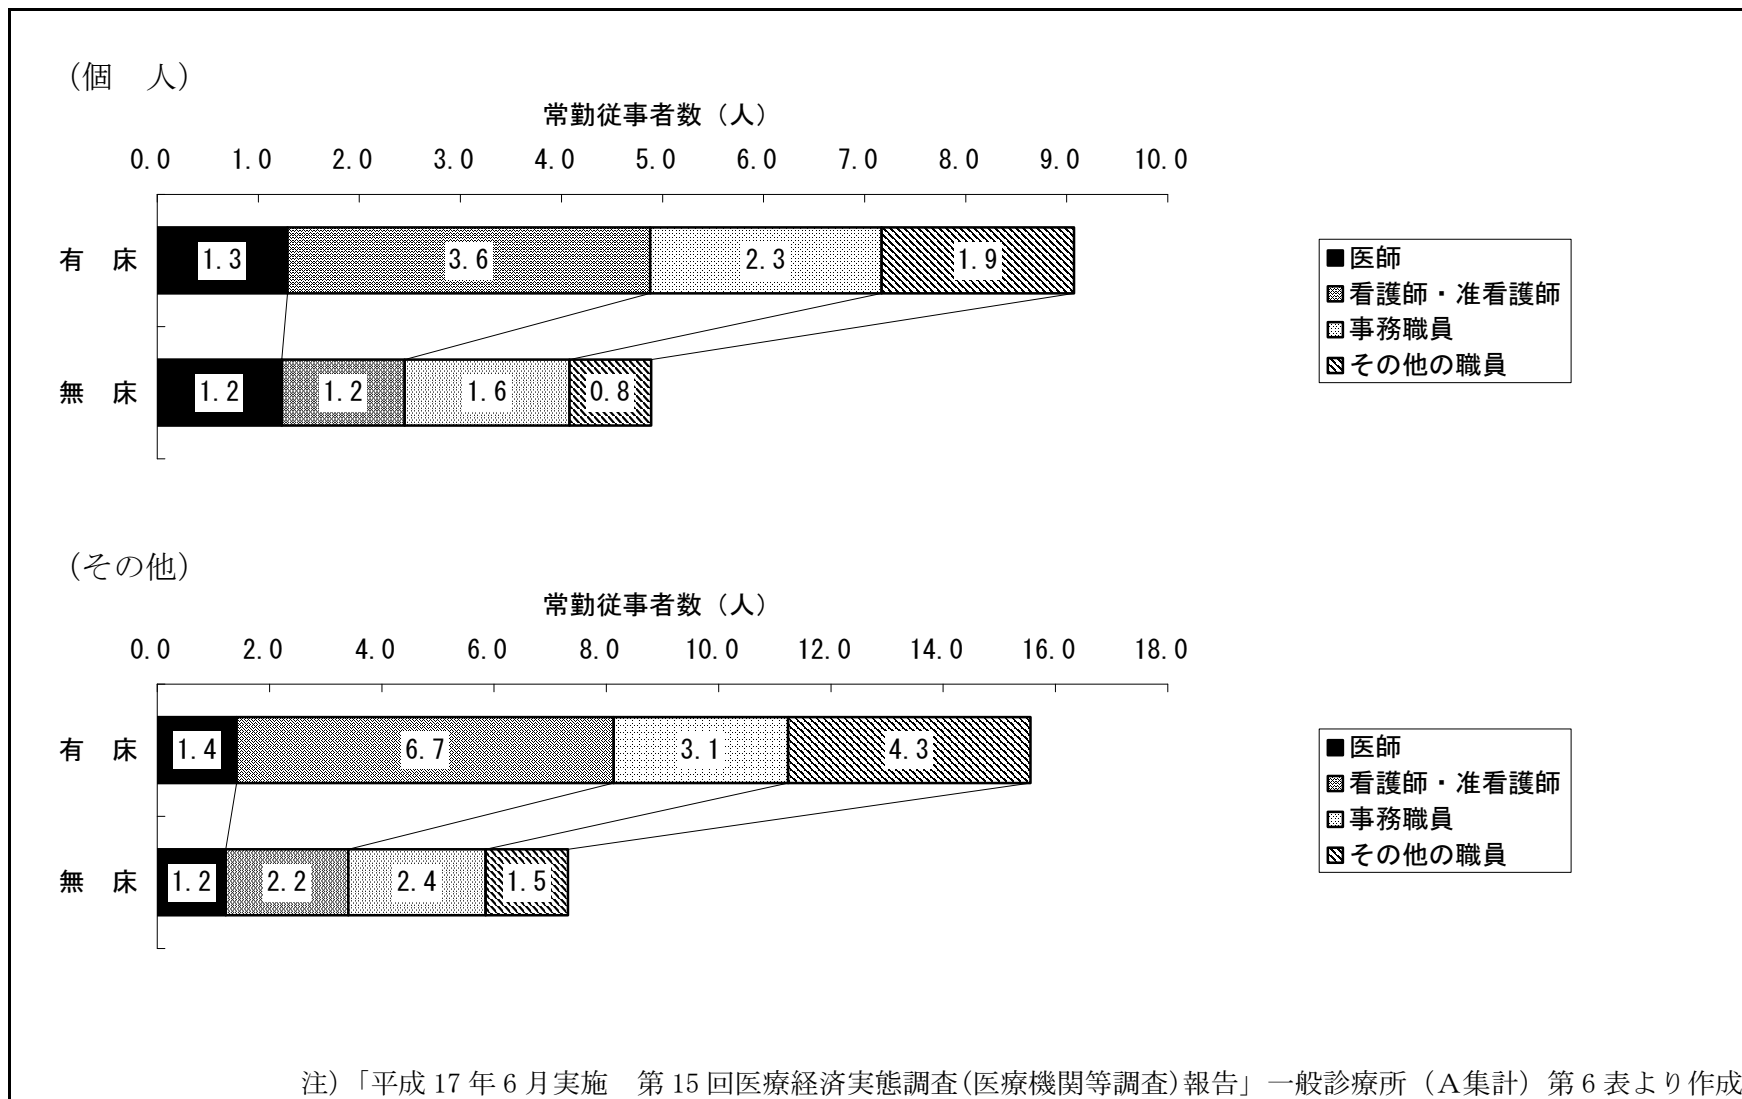 （個　人）
常勤従事者数（人）
0.0 1.0 2.0 3.0 4.0 5.0 6.0 7.0 8.0 9.0 10.0
有　床 1.3 3.6 2.3 1.9
無　床 1.2 1.2 1.6 0.8
医師
看護師・准看護師
事務職員
その他の職員
（その他）
常勤従事者数（人）
0.0 2.0 4.0 6.0 8.0 10.0 12.0 14.0 16.0 18.0
有　床 1.4 6.7 3.1 4.3
無　床 1.2 2.2 2.4 1.5
医師
看護師・准看護師
事務職員
その他の職員
注）「平成 17 年 6 月実施　第 15 回医療経済実態調査(医療機関等調査)報告」一般診療所（Ａ集計）第 6 表より作成